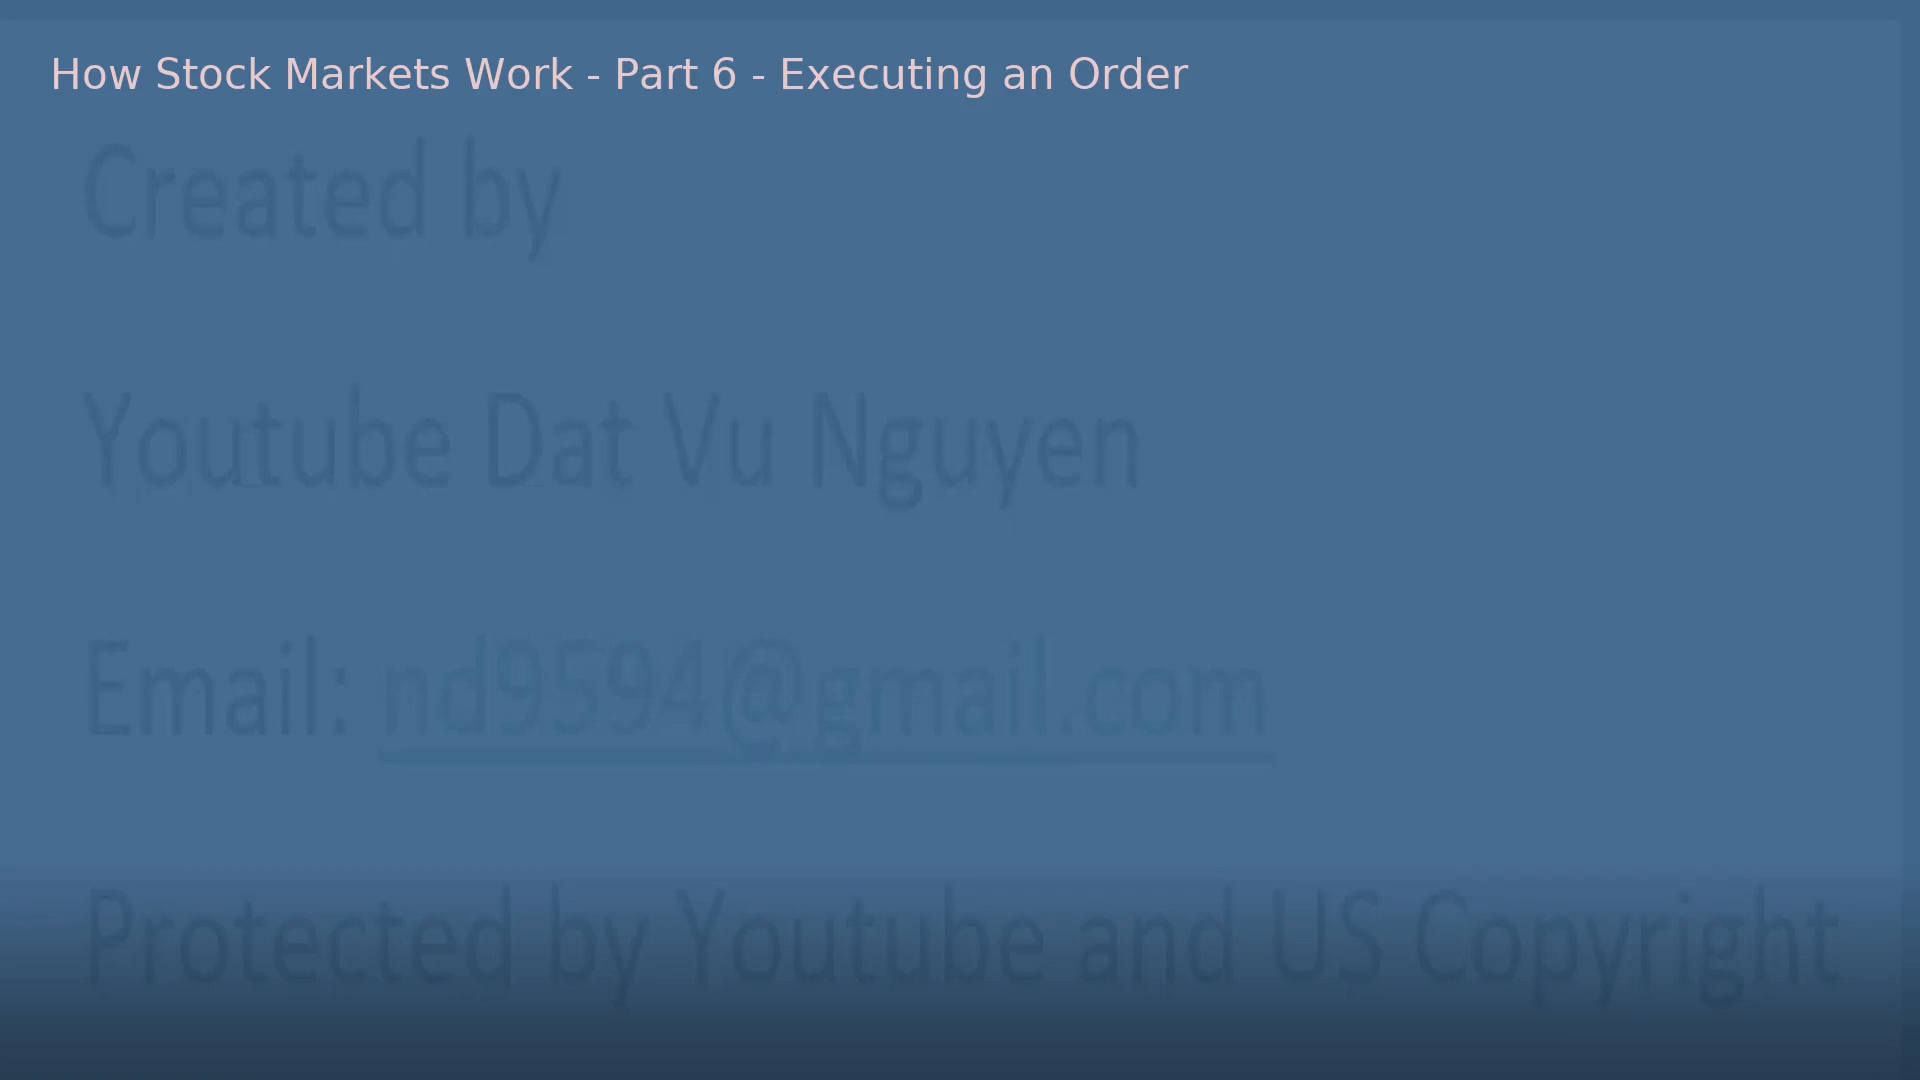 How Stock Markets Work - Part 6 - Executing an Order
Created by
Youtube Dat Vu Nguyen
Email: nd9594@gmail.com
Protected by Youtube and US Copyright